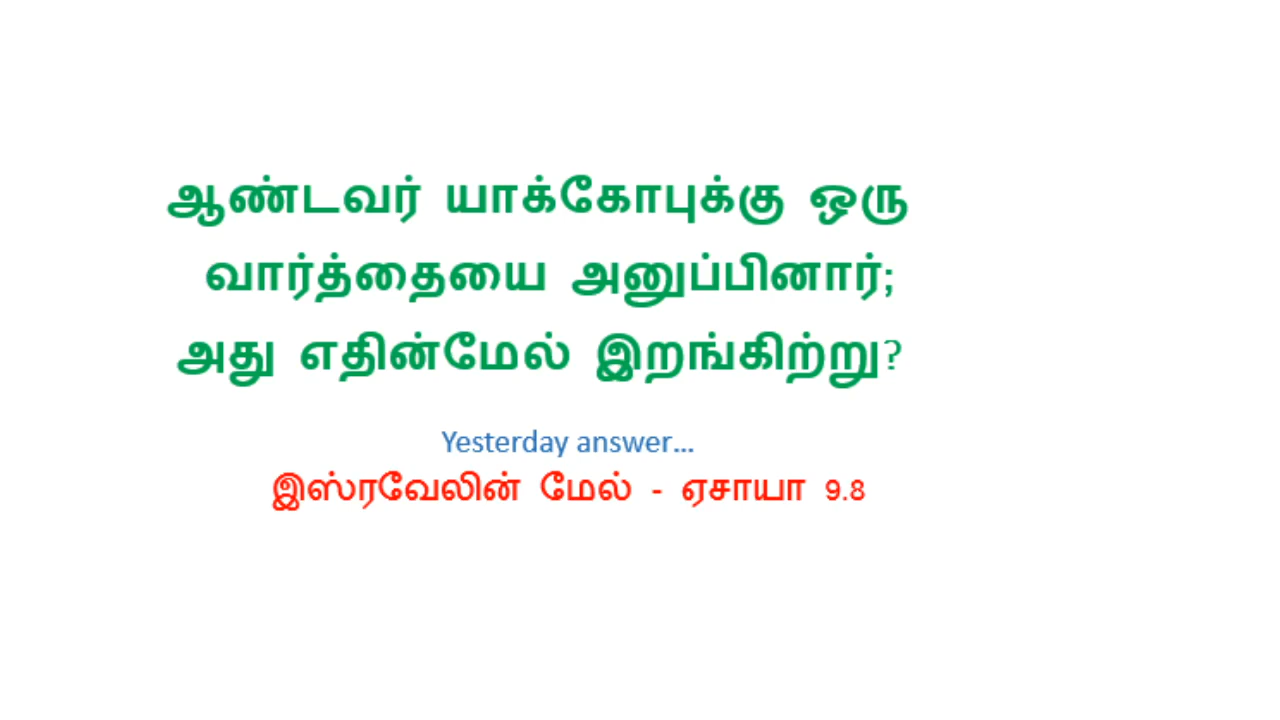 ஆண்டவர் யாக்கோபுக்கு ஒரு
வார்த்தையை அனுப்பினார்;
அது எதின்மேல் இறங்கிற்று?
Yesterday answer...
இஸ்ரவேலின் மேல் - ஏசாயா 9.8